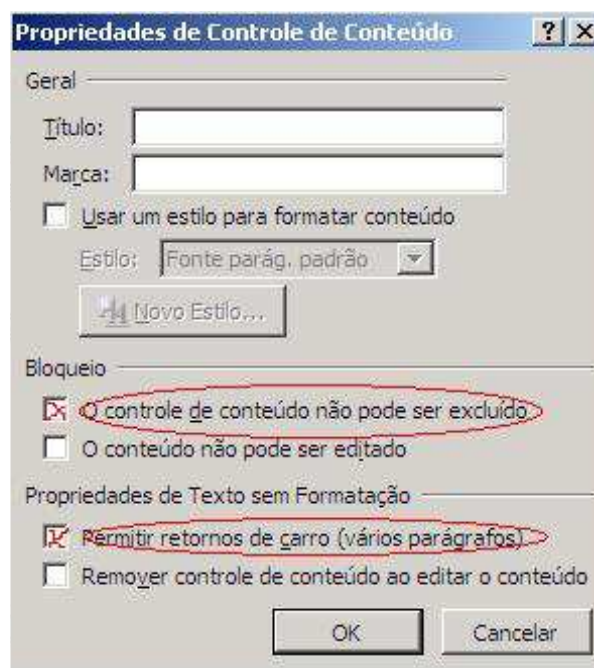 Propriedades de Controle de Conteúdo
Geral
Título:
Marca:
Usar um estilo para formatar conteúdo
Estilo: Fonte parág. padrão
Novo Estilo...
Bloqueio
O controle de conteúdo não pode ser excluído
O conteúdo não pode ser editado
Propriedades de Texto sem Formatação
Permitir retornos de carro (vários parágrafos)
Remover controle de conteúdo ao editar o conteúdo
OK Cancelar